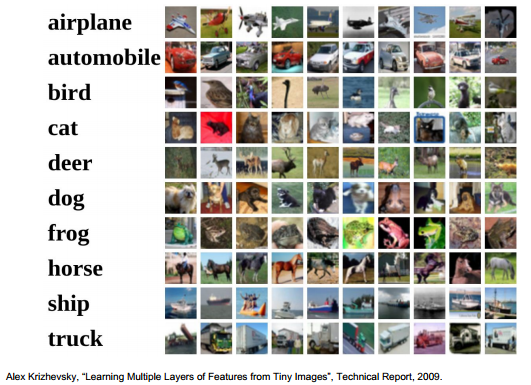 airplane
automobile
bird
cat
deer
dog
frog
horse
ship
truck
Alex Krizhevsky, “Learning Multiple Layers of Features from Tiny Images”, Technical Report, 2009.